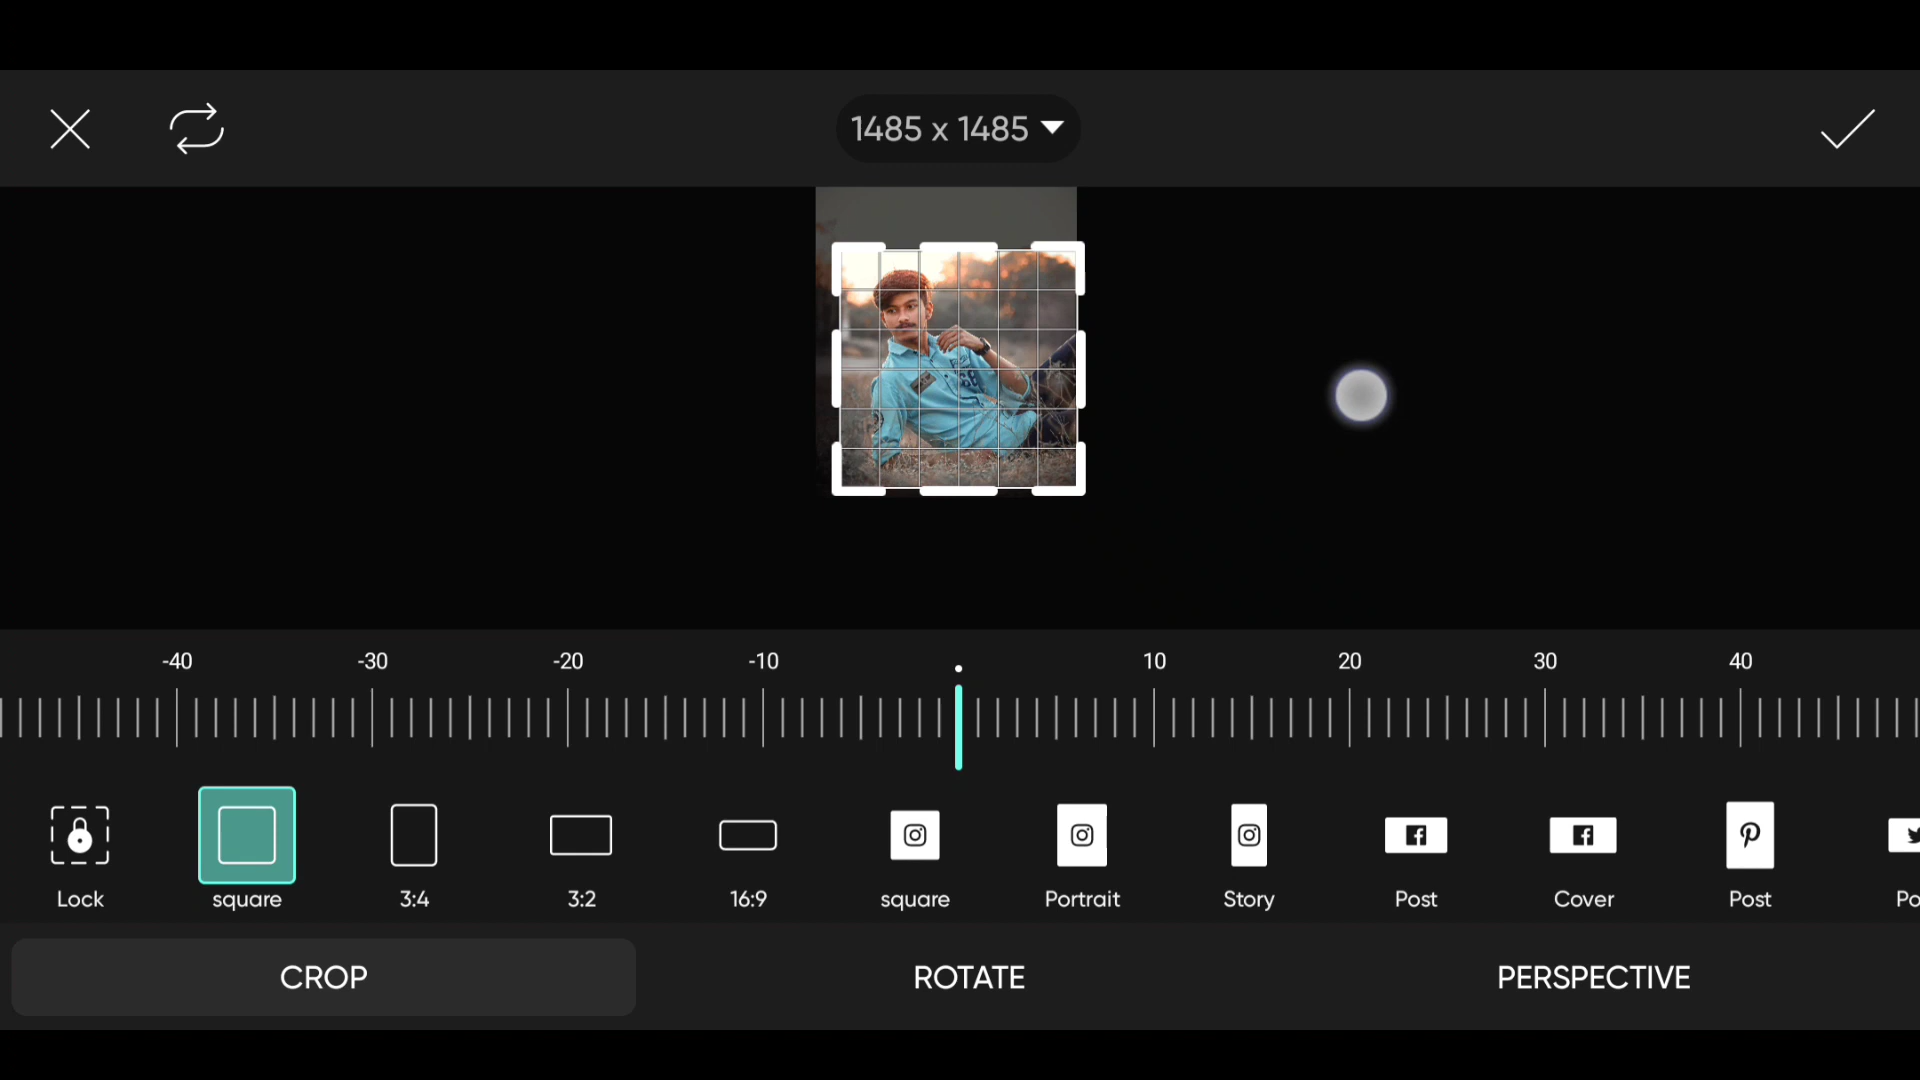 1485 x 1485
-40 -30 -20 -10 10 20 30 40
Lock square 3:4 3:2 16:9 square Portrait Story Post Cover Post Po
CROP ROTATE PERSPECTIVE